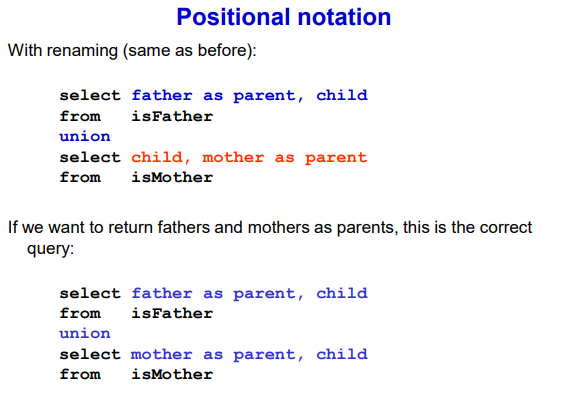 Positional notation
With renaming (same as before):
select father as parent, child
from isFather
union
select child, mother as parent
from isMother
If we want to return fathers and mothers as parents, this is the correct
query:
select father as parent, child
from isFather
union
select mother as parent, child
from isMother